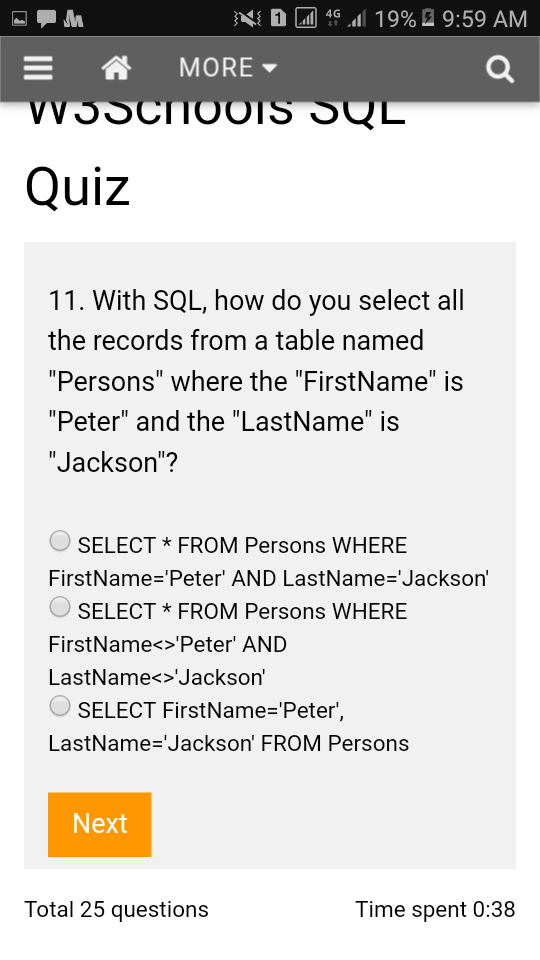 4G 19% 9:59 AM
MORE
W3Schools SQL
Quiz
11. With SQL, how do you select all
the records from a table named
"Persons" where the "FirstName" is
"Peter" and the "LastName" is
"Jackson"?
SELECT * FROM Persons WHERE
FirstName='Peter' AND LastName='Jackson'
SELECT * FROM Persons WHERE
FirstName<>'Peter' AND
LastName<>'Jackson'
SELECT FirstName='Peter',
LastName='Jackson' FROM Persons
Next
Total 25 questions Time spent 0:38